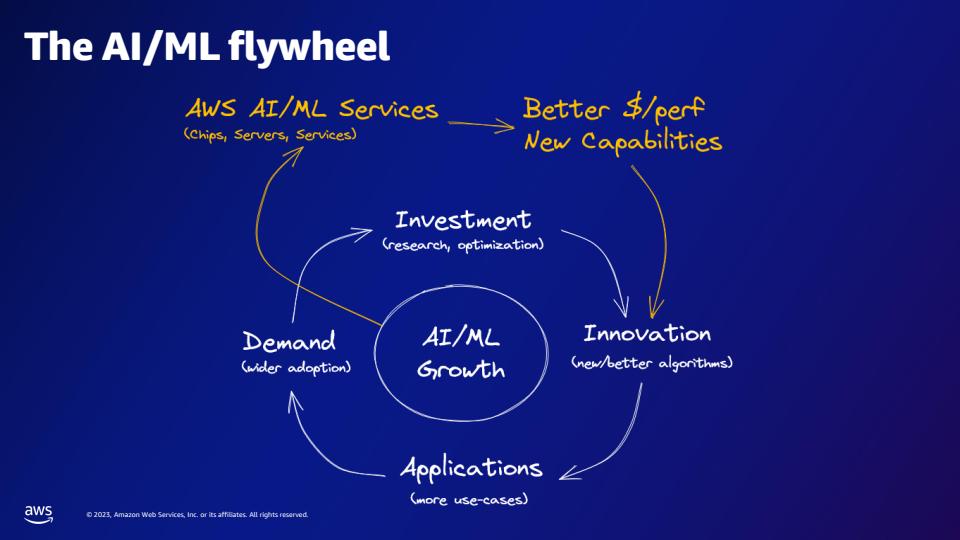 The AI/ML flywheel
AWS AI/ML Services
(Chips, Servers, Services)
Better $/perf
New Capabilities
Investment
(research, optimization)
Innovation
(new/better algorithms)
Applications
(more use-cases)
Demand
(wider adoption)
AI/ML
Growth
aws
© 2023, Amazon Web Services, Inc. or its affiliates. All rights reserved.